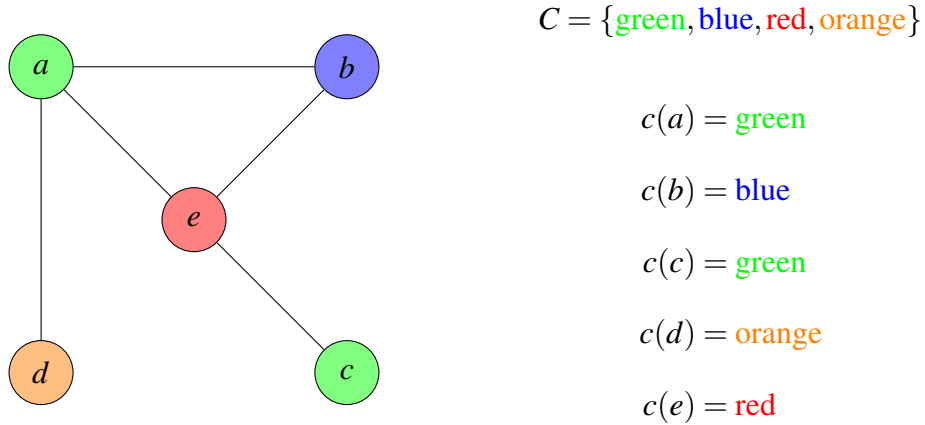 C = {green, blue, red, orange}
a
b
c(a) = green
c(b) = blue
e
c(c) = green
c(d) = orange
d
c
c(e) = red